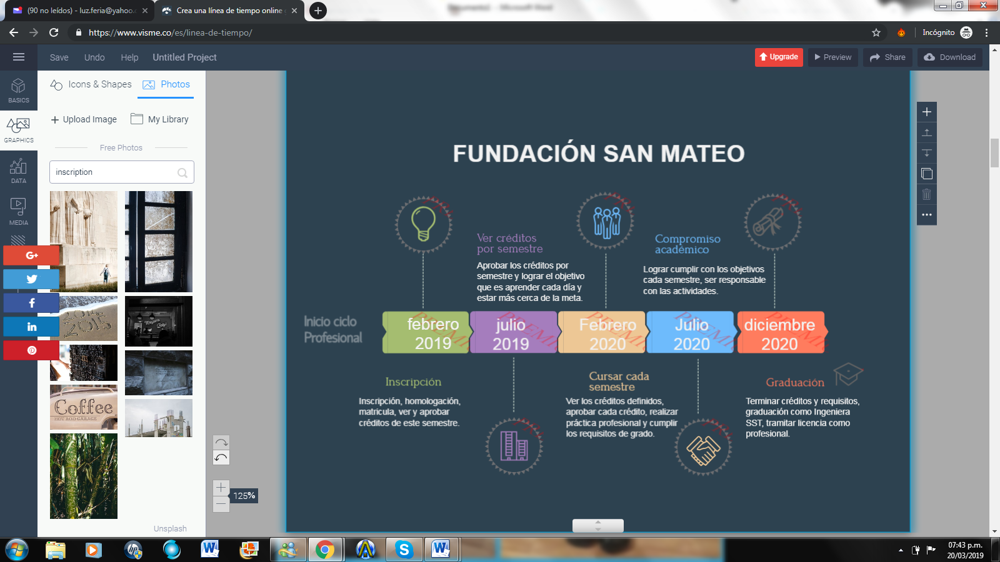 (90 no leídos) - luz.feria@yahoo.c
Crea una línea de tiempo online g
https://www.visme.co/es/linea-de-tiempo/
Incógnito
Save
Undo
Help
Untitled Project
Upgrade
Preview
Share
Download
BASICS
GRAPHICS
DATA
MEDIA
Icons & Shapes
Photos
Upload Image
My Library
Free Photos
inscription
2015
Coffee
HOT ROD GARAGE
Unsplash
G+
f
in
125%
FUNDACIÓN SAN MATEO
Ver créditos
por semestre
Aprobar los créditos por
semestre y lograr el objetivo
que es aprender cada día y
estar más cerca de la meta.
Compromiso
académico
Lograr cumplir con los objetivos
cada semestre, ser responsable
con las actividades.
Inicio ciclo
Profesional
febrero
2019
julio
2019
Febrero
2020
Julio
2020
diciembre
2020
Inscripción
Inscripción, homologación,
matricula, ver y aprobar
créditos de este semestre.
Cursar cada
semestre
Ver los créditos definidos,
aprobar cada crédito, realizar
práctica profesional y cumplir
los requisitos de grado.
Graduación
Terminar créditos y requisitos,
graduación como Ingeniera
SST, tramitar licencia como
profesional.
07:43 p.m.
20/03/2019